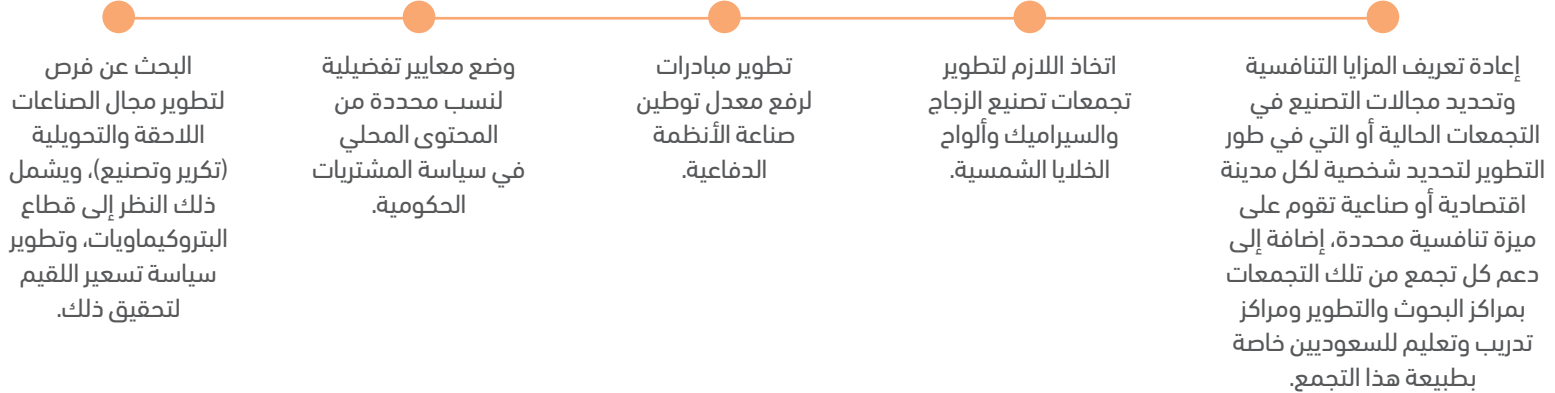 إعادة تعريف المزايا التنافسية
وتحديد مجالات التصنيع في
التجمعات الحالية أو التي في طور
التطوير لتحديد شخصية لكل مدينة
اقتصادية أو صناعية تقوم على
ميزة تنافسية محددة، إضافة إلى
دعم كل تجمع من تلك التجمعات
بمراكز البحوث والتطوير ومراكز
تدريب وتعليم للسعوديين خاصة
بطبيعة هذا التجمع.
اتخاذ اللازم لتطوير
تجمعات تصنيع الزجاج
والسيراميك وألواح
الخلايا الشمسية.
تطوير مبادرات
لرفع معدل توطين
صناعة الأنظمة
الدفاعية.
وضع معايير تفضيلية
لنسب محددة من
المحتوى المحلي
في سياسة المشتريات
الحكومية.
البحث عن فرص
لتطوير مجال الصناعات
اللاحقة والتحويلية
(تكرير وتصنيع)، ويشمل
ذلك النظر إلى قطاع
البتروكيماويات، وتطوير
سياسة تسعير اللقيم
لتحقيق ذلك.